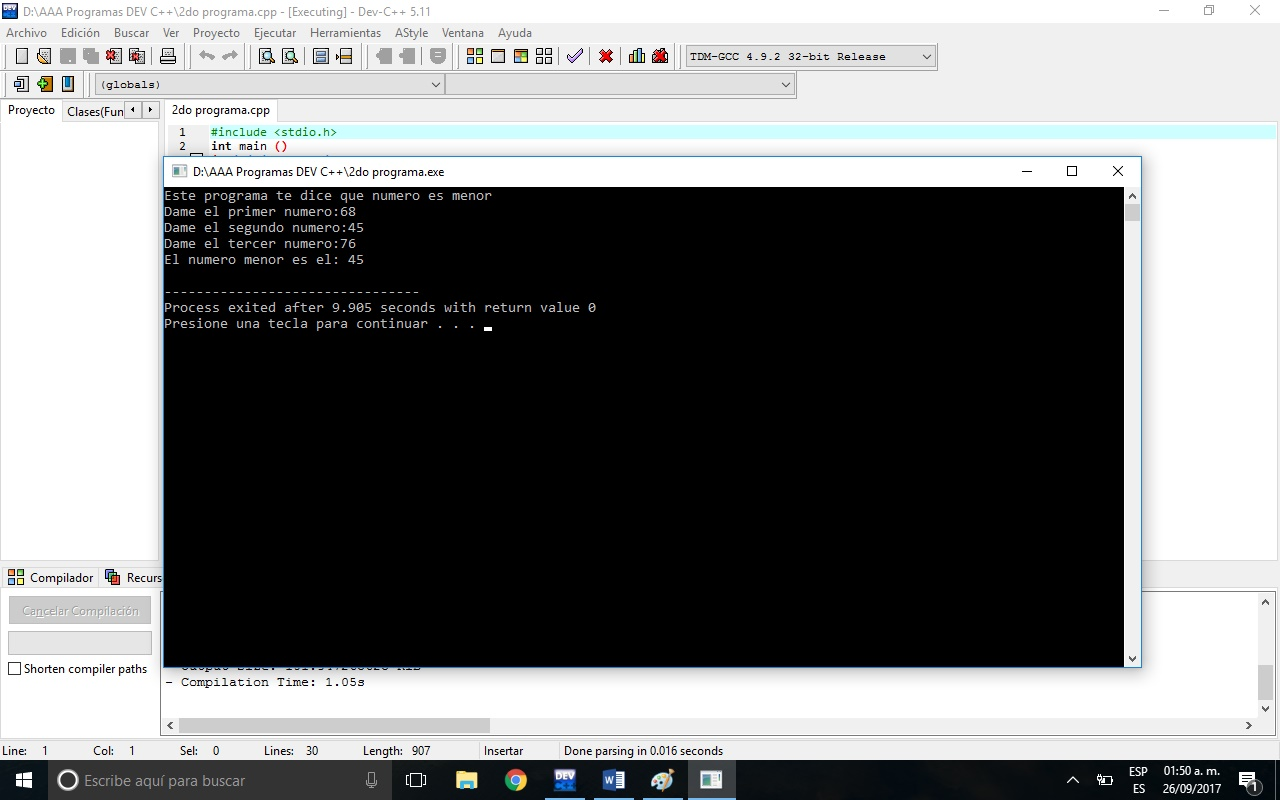 D:\AAA Programas DEV C++\2do programa.cpp - [Executing] - Dev-C++ 5.11
Archivo Edición Buscar Ver Proyecto Ejecutar Herramientas AStyle Ventana Ayuda
TDM-GCC 4.9.2 32-bit Release
(globals)
Proyecto Clases(Fun 2do programa.cpp
1 #include <stdio.h>
2 int main ()
D:\AAA Programas DEV C++\2do programa.exe
Este programa te dice que numero es menor
Dame el primer numero:68
Dame el segundo numero:45
Dame el tercer numero:76
El numero menor es el: 45
--------------------------------
Process exited after 9.905 seconds with return value 0
Presione una tecla para continuar . . .
Compilador Recurs
Cancelar Compilación
Shorten compiler paths
- Compilation Time: 1.05s
Line: 1 Col: 1 Sel: 0 Lines: 30 Length: 907 Insertar Done parsing in 0.016 seconds
Escribe aquí para buscar
DEV
ESP
ES
01:50 a. m.
26/09/2017
1